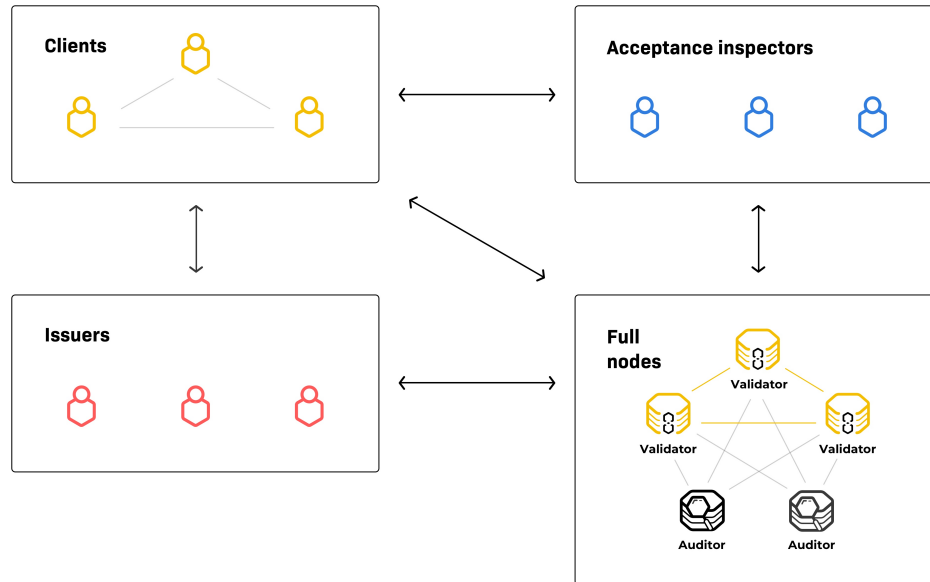 Clients
Acceptance inspectors
Issuers
Full
nodes
Validator
Validator
Validator
Auditor
Auditor